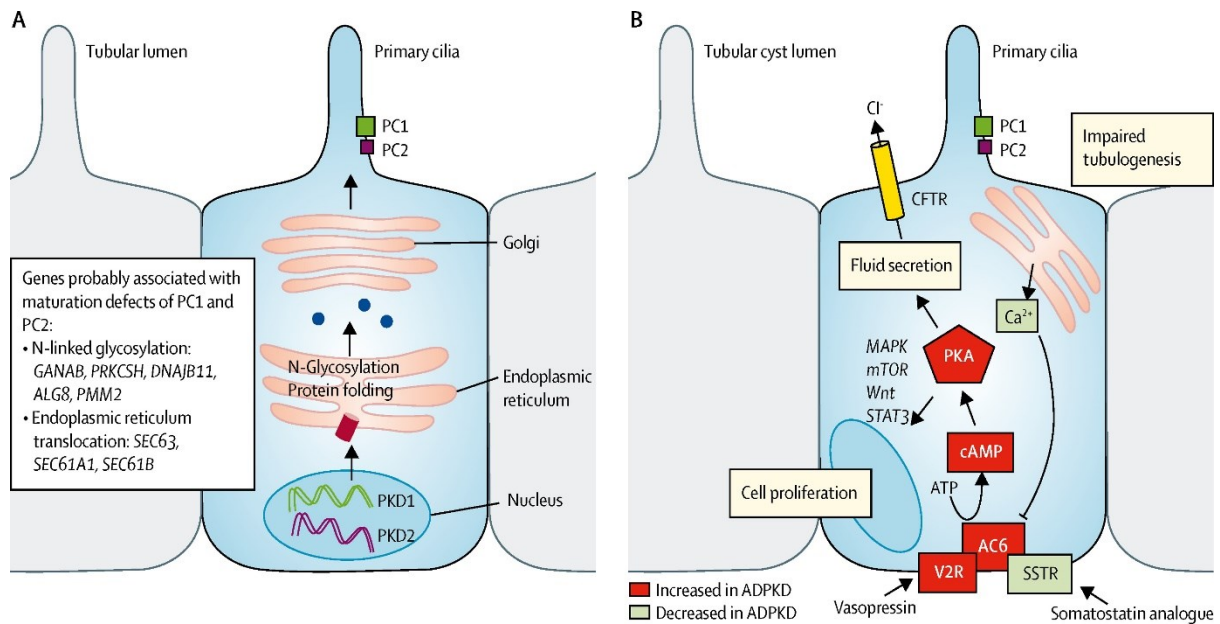 A
Tubular lumen
Primary cilia
PC1
PC2
Golgi
Genes probably associated with
maturation defects of PC1 and
PC2:
• N-linked glycosylation:
GANAB, PRKCSH, DNAJB11,
ALG8, PMM2
• Endoplasmic reticulum
translocation: SEC63,
SEC61A1, SEC61B
N-Glycosylation
Protein folding
Endoplasmic
reticulum
PKD1
PKD2
Nucleus
B
Tubular cyst lumen
Primary cilia
Cl-
PC1
PC2
Impaired
tubulogenesis
CFTR
Fluid secretion
Ca2+
MAPK
mTOR
Wnt
STAT3
PKA
cAMP
ATP
Cell proliferation
AC6
V2R
SSTR
Increased in ADPKD
Decreased in ADPKD
Vasopressin
Somatostatin analogue